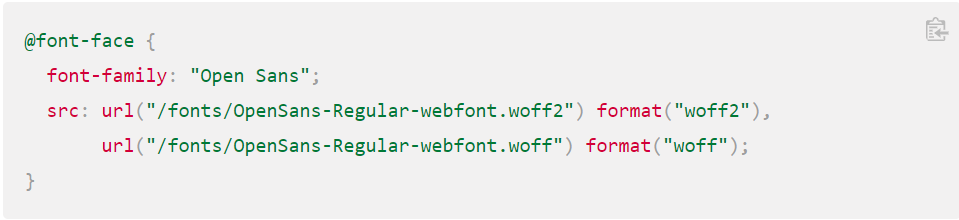 @font-face {
  font-family: "Open Sans";
  src: url("/fonts/OpenSans-Regular-webfont.woff2") format("woff2"),
       url("/fonts/OpenSans-Regular-webfont.woff") format("woff");
}